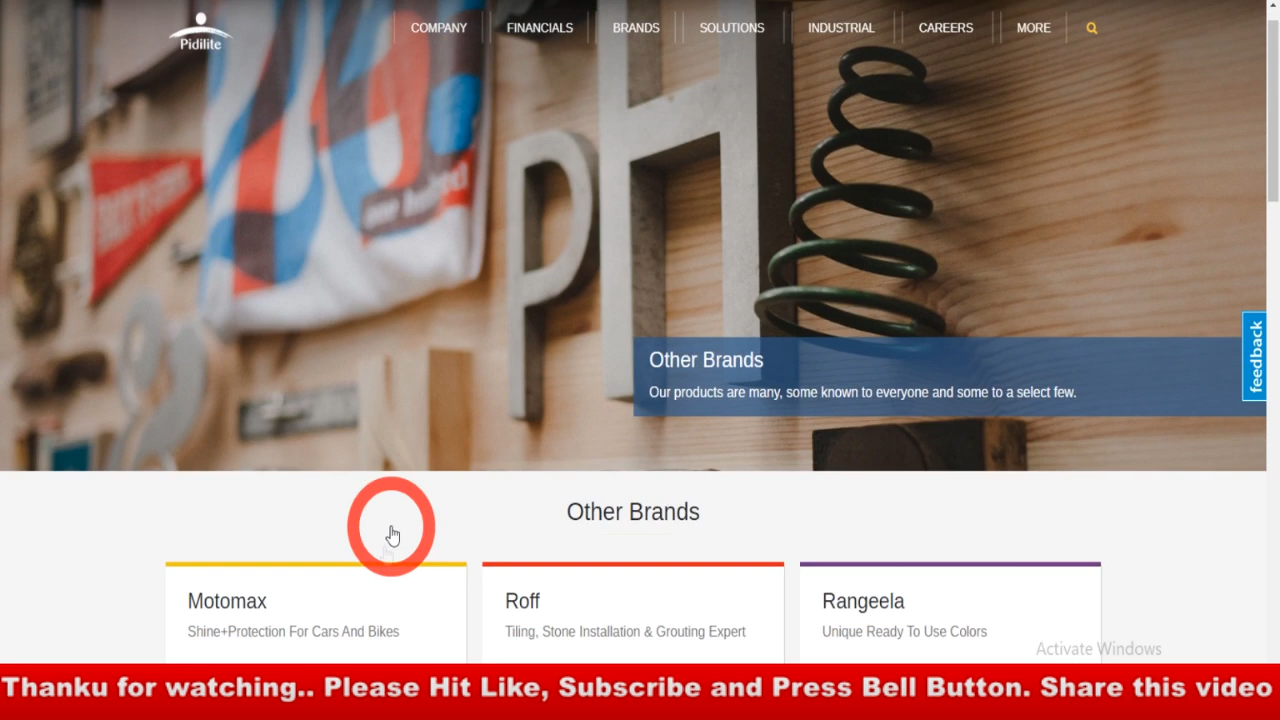 Pidilite
COMPANY
FINANCIALS
BRANDS
SOLUTIONS
INDUSTRIAL
CAREERS
MORE
pH
feedback
Other Brands
Our products are many, some known to everyone and some to a select few.
Other Brands
Motomax
Shine+Protection For Cars And Bikes
Roff
Tiling, Stone Installation & Grouting Expert
Rangeela
Unique Ready To Use Colors
Activate Windows
Thanku for watching.. Please Hit Like, Subscribe and Press Bell Button. Share this video